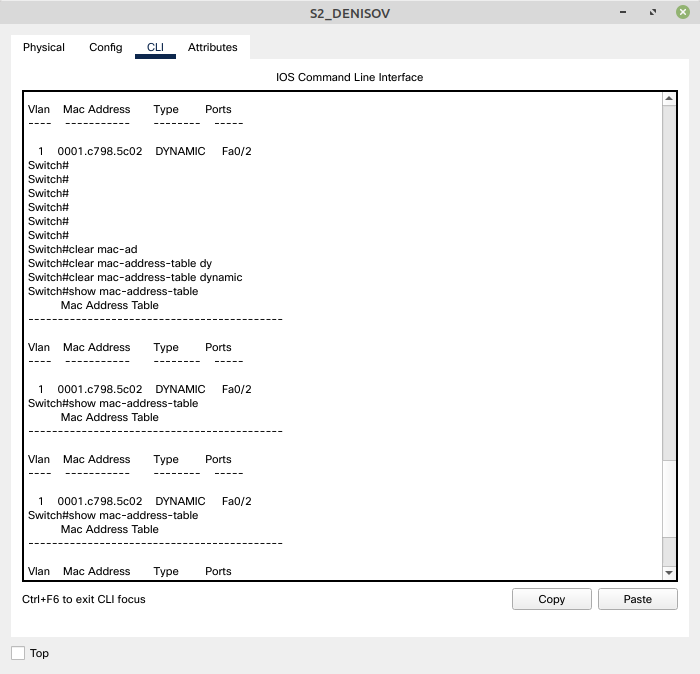 S2_DENISOV
Physical Config CLI Attributes
IOS Command Line Interface
Vlan Mac Address Type Ports
---- ----------- -------- -----
1 0001.c798.5c02 DYNAMIC Fa0/2
Switch#
Switch#
Switch#
Switch#
Switch#
Switch#
Switch#clear mac-ad
Switch#clear mac-address-table dy
Switch#clear mac-address-table dynamic
Switch#show mac-address-table
Mac Address Table
-------------------------------------------
Vlan Mac Address Type Ports
---- ----------- -------- -----
1 0001.c798.5c02 DYNAMIC Fa0/2
Switch#show mac-address-table
Mac Address Table
-------------------------------------------
Vlan Mac Address Type Ports
---- ----------- -------- -----
1 0001.c798.5c02 DYNAMIC Fa0/2
Switch#show mac-address-table
Mac Address Table
-------------------------------------------
Vlan Mac Address Type Ports
Ctrl+F6 to exit CLI focus Copy Paste
Top